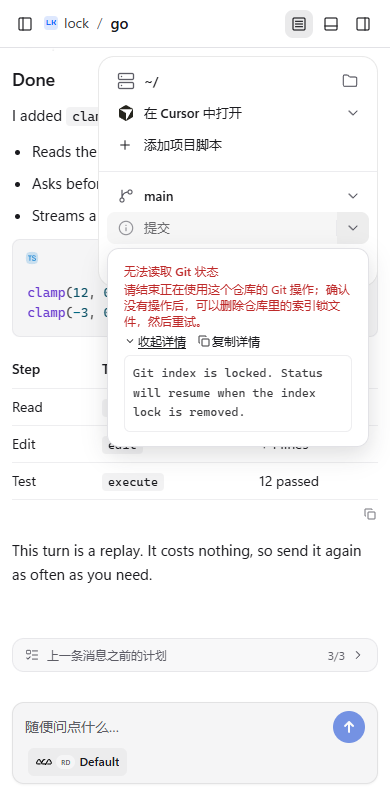 LK lock / go
Done
~/
I added clam
在 Cursor 中打开
Reads the
添加项目脚本
Asks before
main
Streams a
提交
TS
无法读取 Git 状态
请结束正在使用这个仓库的 Git 操作；确认
没有操作后，可以删除仓库里的索引锁文
件，然后重试。
收起详情 复制详情
Git index is locked. Status
will resume when the index
lock is removed.
clamp(12, 0
clamp(−3, 0
Step T
Read
Edit edit
Test execute 12 passed
This turn is a replay. It costs nothing, so send it again
as often as you need.
上一条消息之前的计划 3/3
随便问点什么...
RD Default